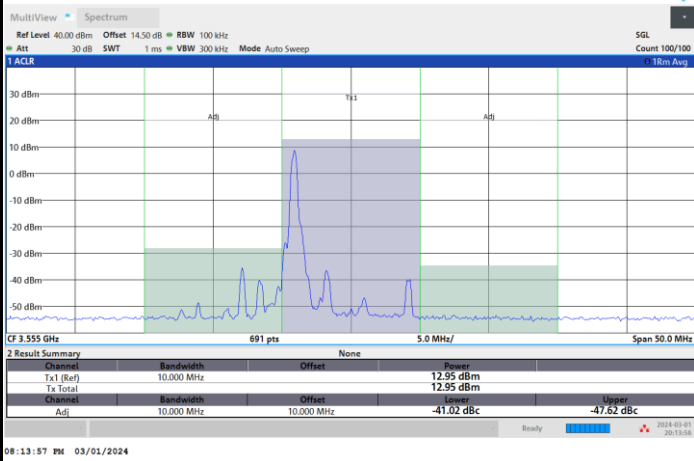 MultiView Spectrum
Ref Level 40.00 dBm Offset 14.50 dB RBW 100 kHz SGL
Att 30 dB SWT 1 ms VBW 300 kHz Mode Auto Sweep Count 100/100
1 ACLR 1Rm Avg
30 dBm
Tx1
20 dBm
Adj Adj
10 dBm
0 dBm
-10 dBm
-20 dBm
-30 dBm
-40 dBm
-50 dBm
CF 3.555 GHz 691 pts 5.0 MHz/ Span 50.0 MHz
2 Result Summary None
Channel Bandwidth Offset Power
Tx1 (Ref) 10.000 MHz 12.95 dBm
Tx Total 12.95 dBm
Channel Bandwidth Offset Lower Upper
Adj 10.000 MHz 10.000 MHz -41.02 dBc -47.62 dBc
Ready 2024-03-01
20:13:56
08:13:57 PM 03/01/2024